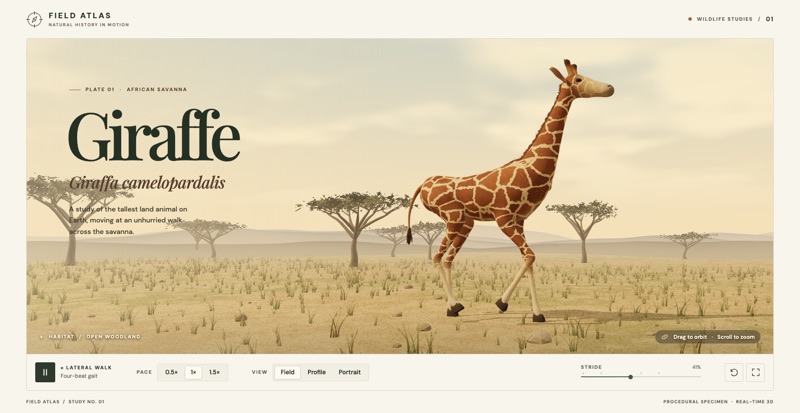 FIELD ATLAS
NATURAL HISTORY IN MOTION
WILDLIFE STUDIES / 01
PLATE 01 · AFRICAN SAVANNA
Giraffe
Giraffa camelopardalis
A study of the tallest land animal on
Earth, moving at an unhurried walk
across the savanna.
HABITAT / OPEN WOODLAND
Drag to orbit · Scroll to zoom
LATERAL WALK
Four-beat gait
PACE 0.5× 1× 1.5×
VIEW Field Profile Portrait
STRIDE 41%
FIELD ATLAS / STUDY NO. 01
PROCEDURAL SPECIMEN · REAL-TIME 3D